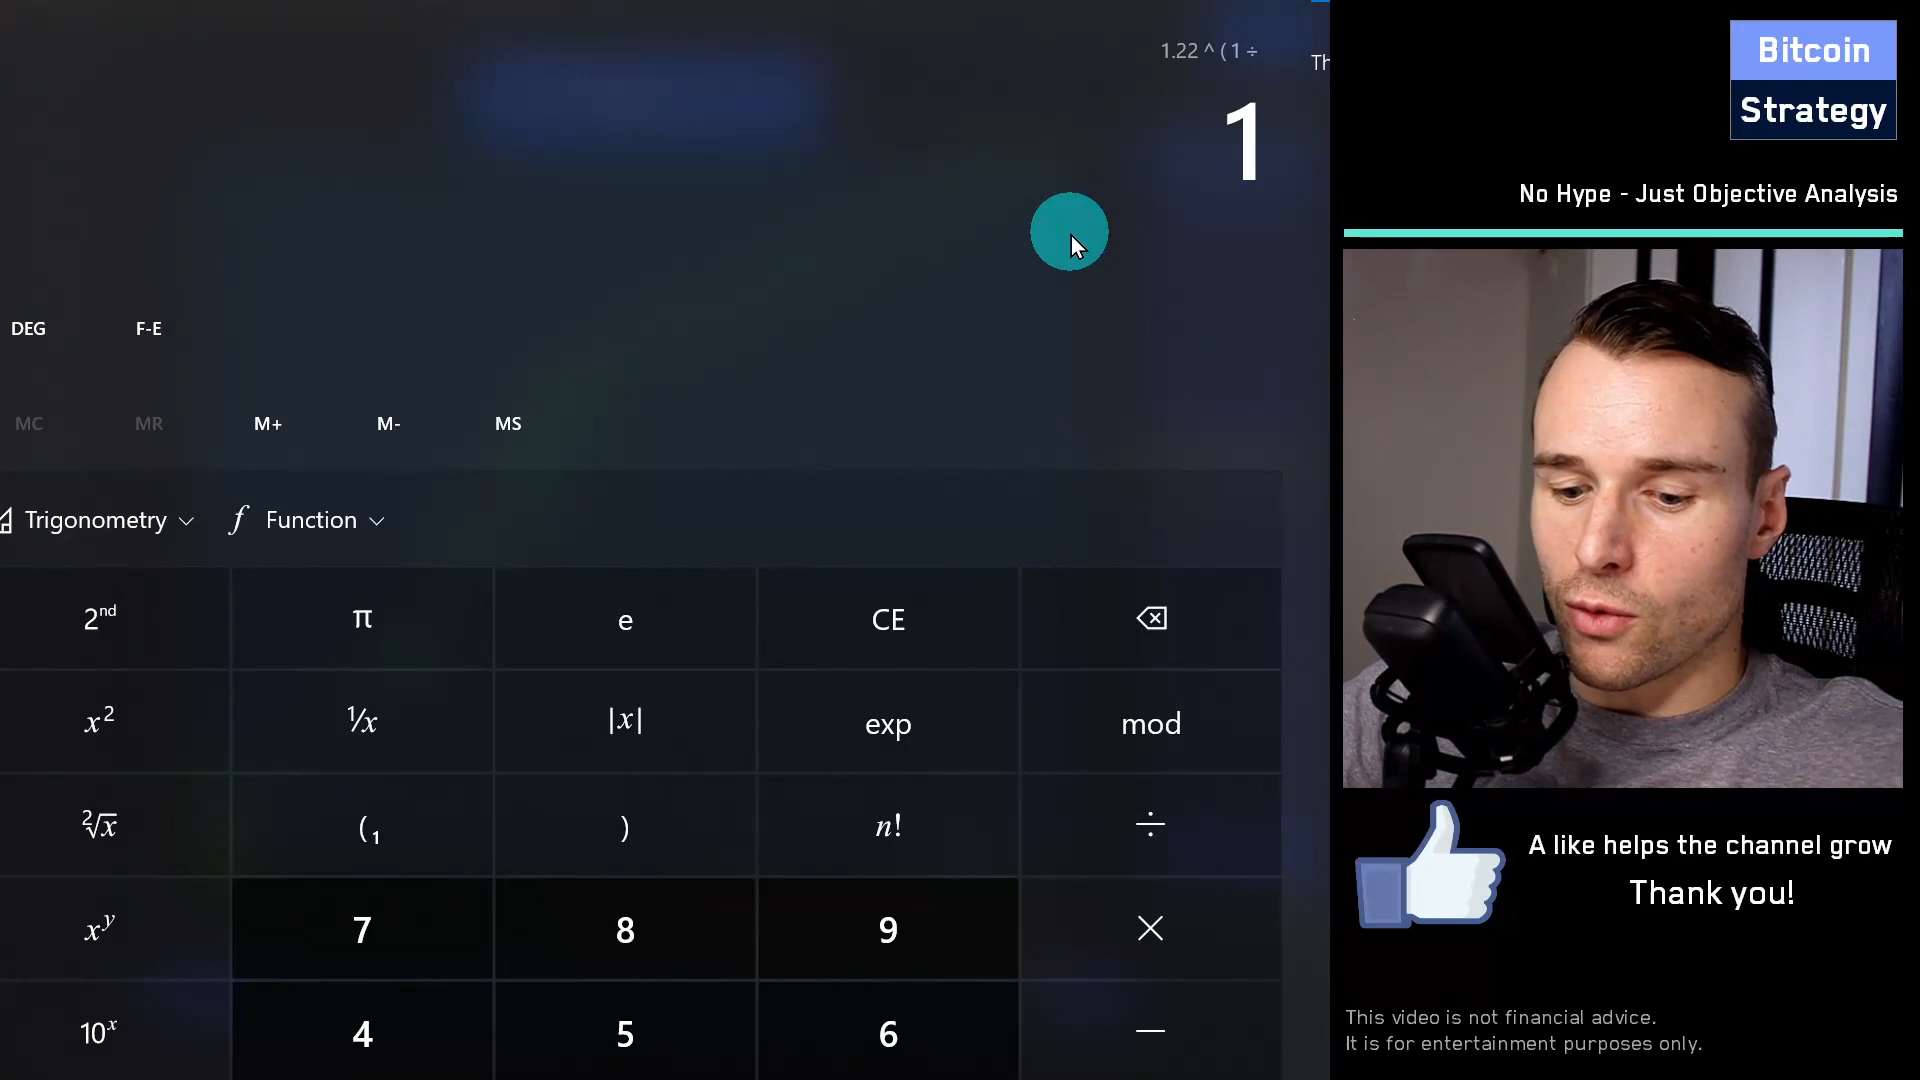 1.22 ^ ( 1 ÷
Th
1
DEG F-E
MC MR M+ M- MS
Trigonometry f Function
2nd π e CE
x² ¹/x |x| exp mod
²√x (₁ ) n! ÷
xʸ 7 8 9 ×
10ˣ 4 5 6 —
Bitcoin
Strategy
No Hype - Just Objective Analysis
A like helps the channel grow
Thank you!
This video is not financial advice.
It is for entertainment purposes only.